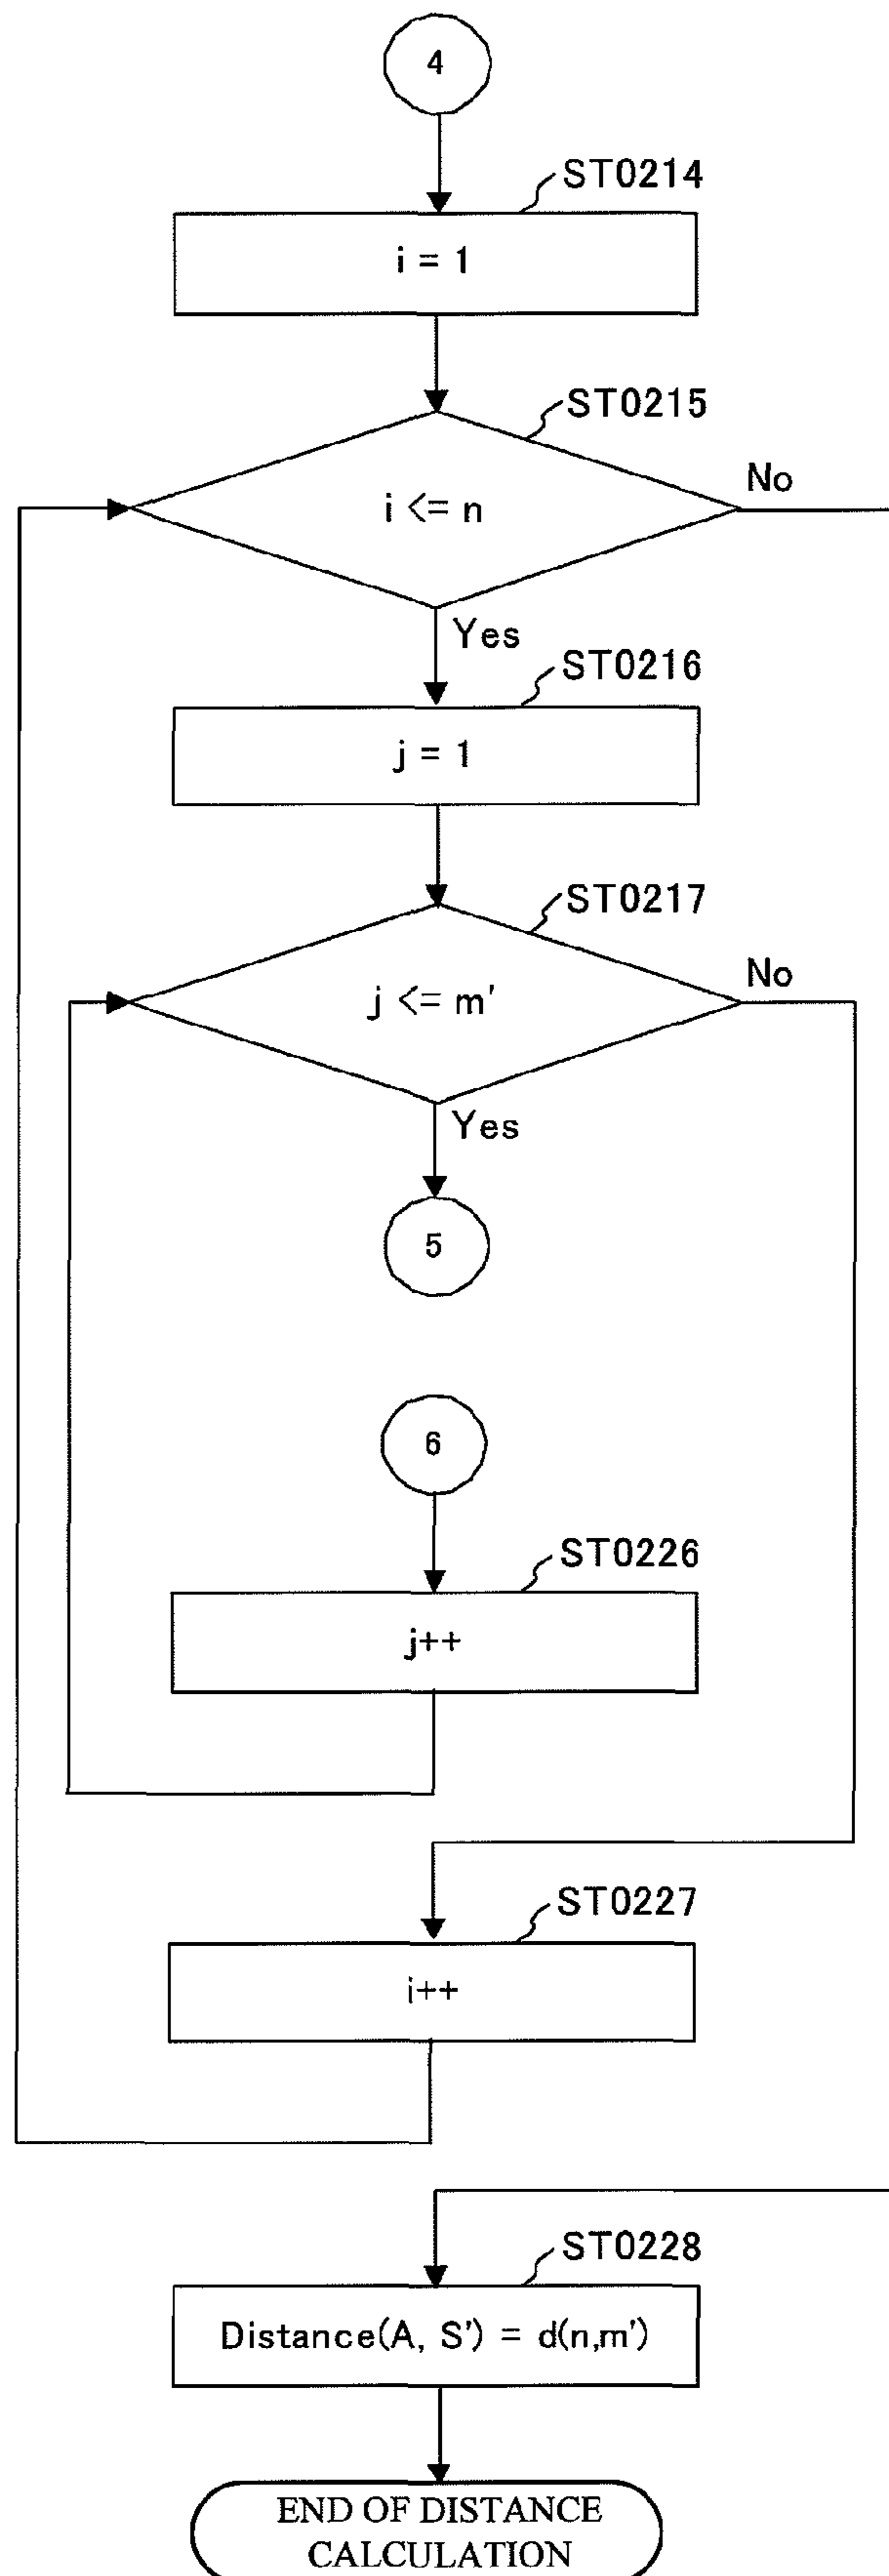 4
ST0214
i = 1
ST0215
i <= n
No
Yes
ST0216
j = 1
ST0217
j <= m'
No
Yes
5
6
ST0226
j++
ST0227
i++
ST0228
Distance(A, S') = d(n,m')
END OF DISTANCE
CALCULATION